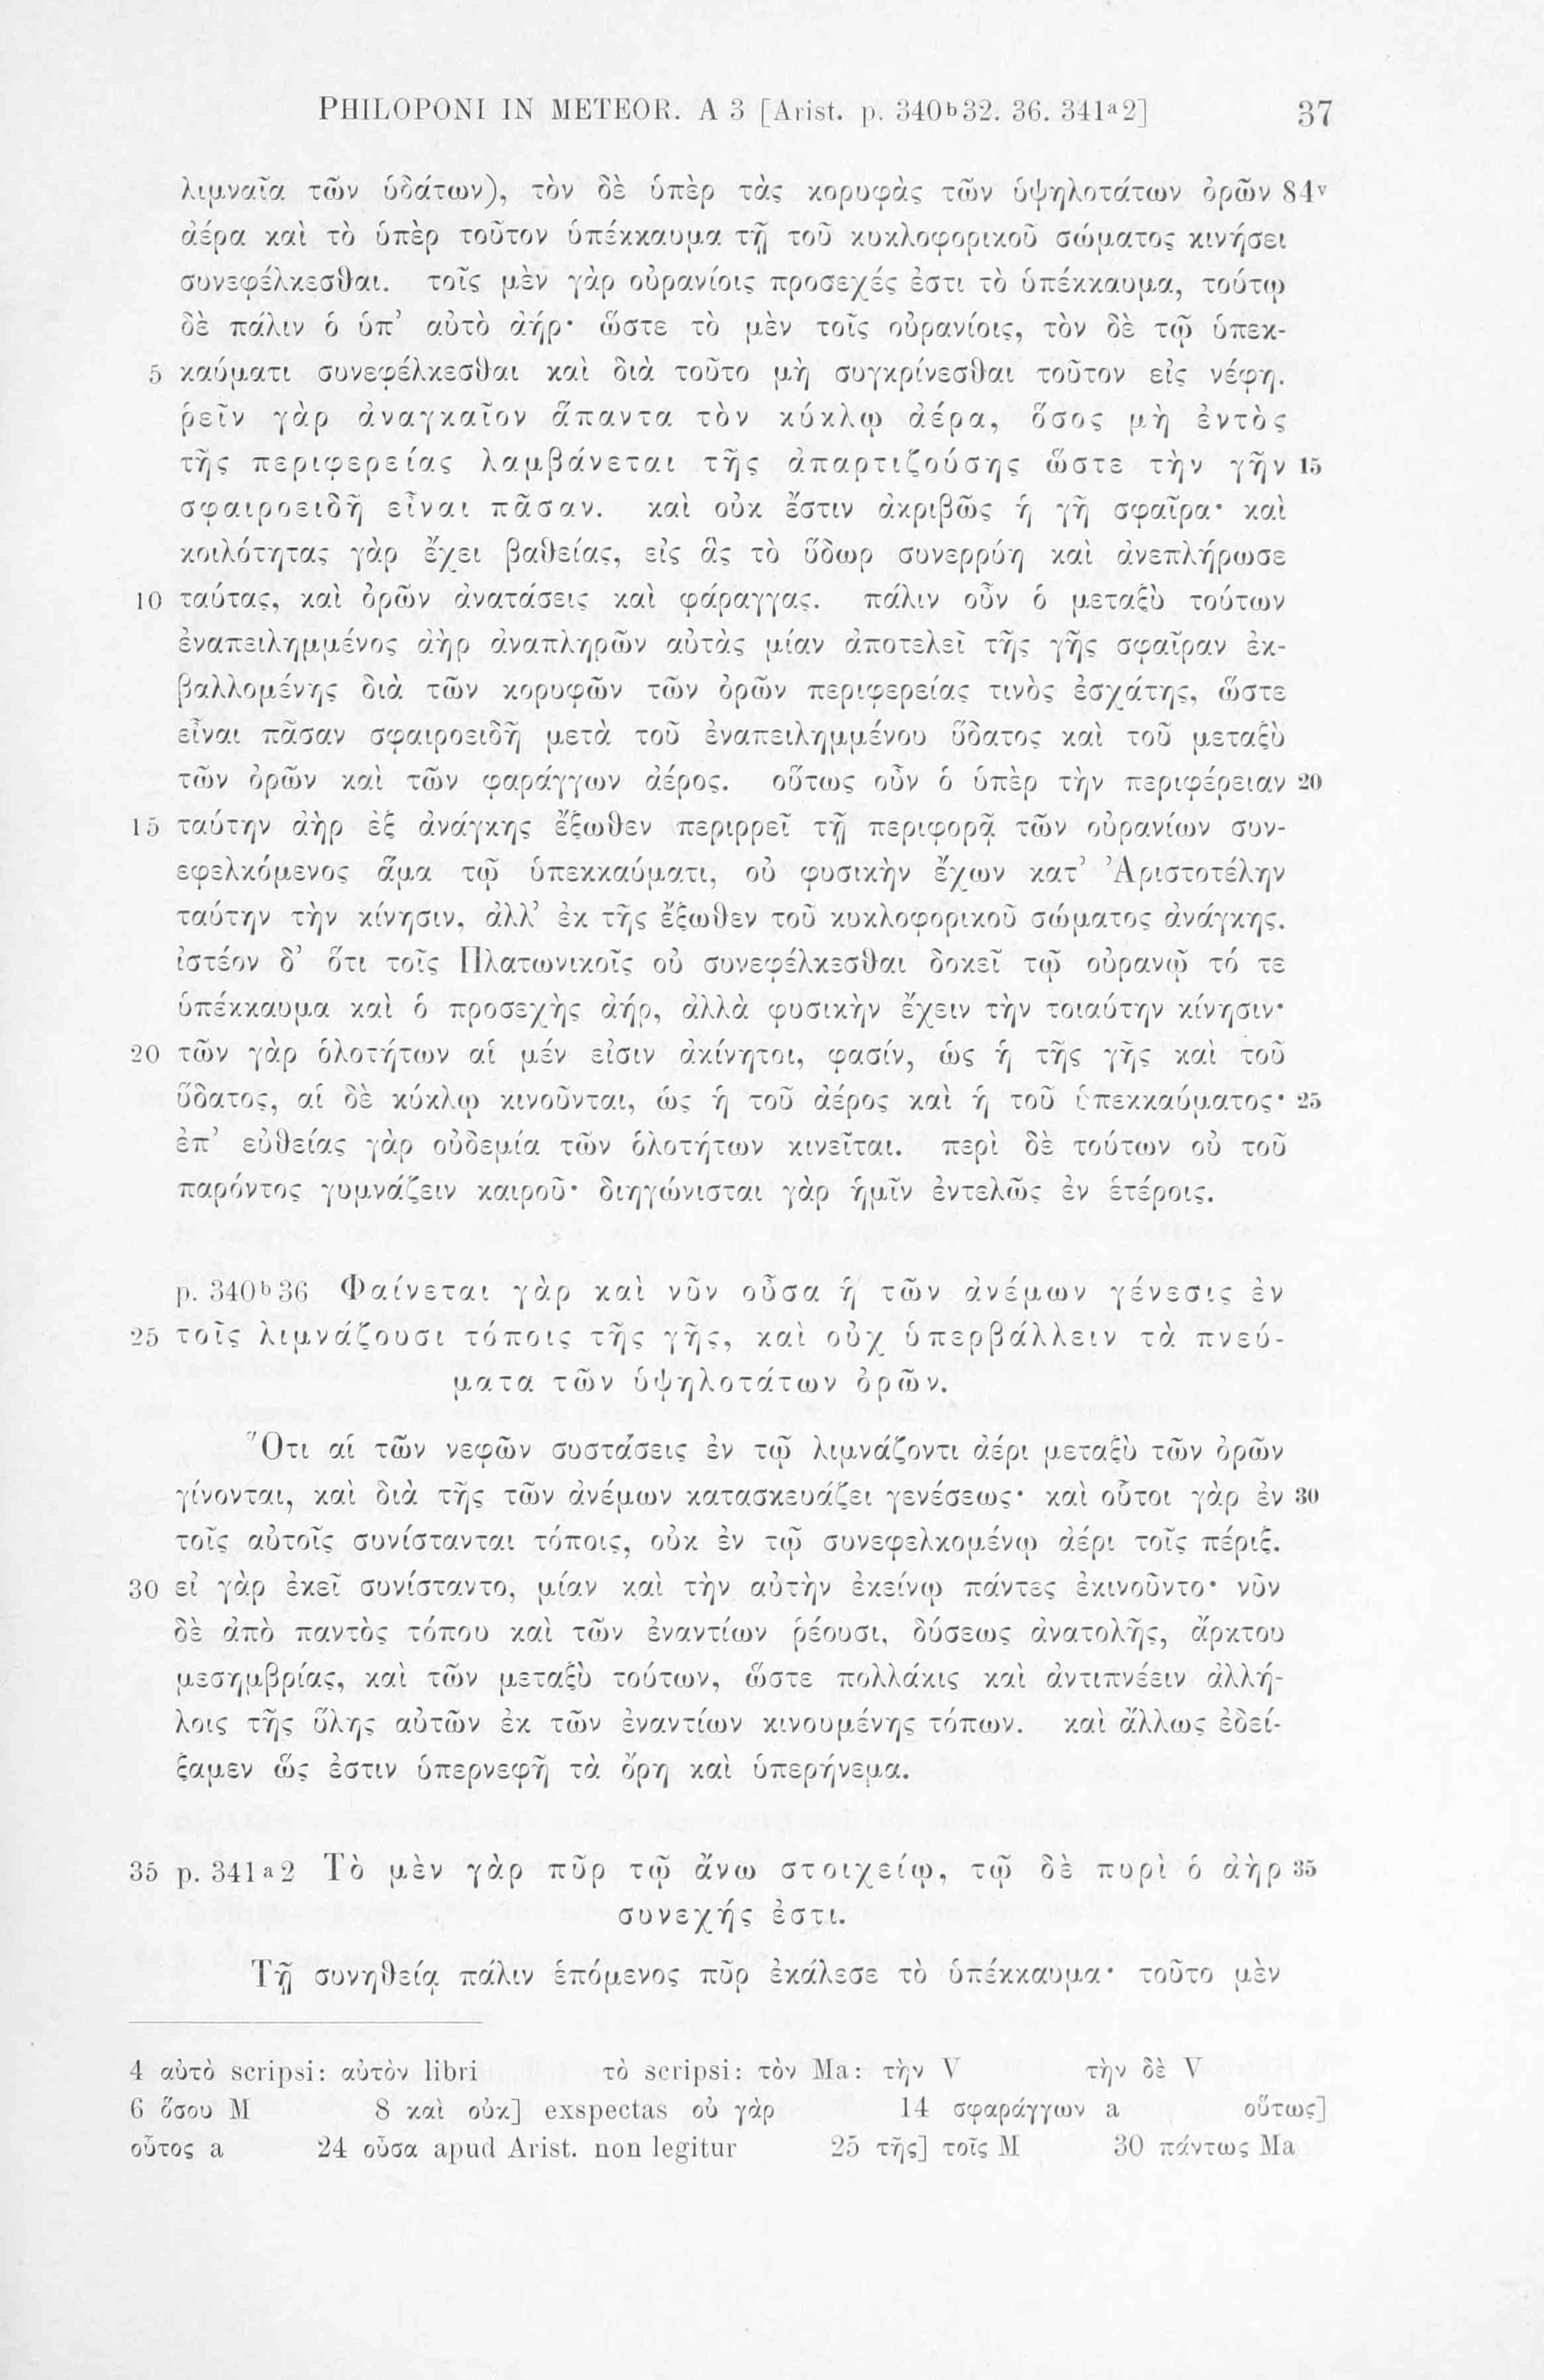 PHILOPONI IN METEOR. A 3 [Arist. p. 340b32. 36. 341a2] 37
λιμναῖα τῶν ὑδάτων), τὸν δὲ ὑπὲρ τὰς κορυφὰς τῶν ὑψηλοτάτων ὀρῶν 84v
ἀέρα καὶ τὸ ὑπὲρ τοῦτον ὑπέκκαυμα τῇ τοῦ κυκλοφορικοῦ σώματος κινήσει
συνεφέλκεσθαι. τοῖς μὲν γὰρ οὐρανίοις προσεχές ἐστι τὸ ὑπέκκαυμα, τούτῳ
δὲ πάλιν ὁ ὑπ’ αὐτὸ ἀήρ· ὥστε τὸ μὲν τοῖς οὐρανίοις, τὸν δὲ τῷ ὑπεκ-
5 καύματι συνεφέλκεσθαι καὶ διὰ τοῦτο μὴ συγκρίνεσθαι τοῦτον εἰς νέφη.
ῥεῖν γὰρ ἀναγκαῖον ἅπαντα τὸν κύκλῳ ἀέρα, ὅσος μὴ ἐντὸς
τῆς περιφερείας λαμβάνεται τῆς ἀπαρτιζούσης ὥστε τὴν γῆν 15
σφαιροειδῆ εἶναι πᾶσαν. καὶ οὐκ ἔστιν ἀκριβῶς ἡ γῆ σφαῖρα· καὶ
κοιλότητας γὰρ ἔχει βαθείας, εἰς ἃς τὸ ὕδωρ συνερρύη καὶ ἀνεπλήρωσε
10 ταύτας, καὶ ὀρῶν ἀνατάσεις καὶ φάραγγας. πάλιν οὖν ὁ μεταξὺ τούτων
ἐναπειλημμένος ἀὴρ ἀναπληρῶν αὐτὰς μίαν ἀποτελεῖ τῆς γῆς σφαῖραν ἐκ-
βαλλομένης διὰ τῶν κορυφῶν τῶν ὀρῶν περιφερείας τινὸς ἐσχάτης, ὥστε
εἶναι πᾶσαν σφαιροειδῆ μετὰ τοῦ ἐναπειλημμένου ὕδατος καὶ τοῦ μεταξὺ
τῶν ὀρῶν καὶ τῶν φαράγγων ἀέρος. οὕτως οὖν ὁ ὑπὲρ τὴν περιφέρειαν 20
15 ταύτην ἀὴρ ἐξ ἀνάγκης ἔξωθεν περιρρεῖ τῇ περιφορᾷ τῶν οὐρανίων συν-
εφελκόμενος ἅμα τῷ ὑπεκκαύματι, οὐ φυσικὴν ἔχων κατ’ Ἀριστοτέλην
ταύτην τὴν κίνησιν, ἀλλ’ ἐκ τῆς ἔξωθεν τοῦ κυκλοφορικοῦ σώματος ἀνάγκης.
ἰστέον δ’ ὅτι τοῖς Πλατωνικοῖς οὐ συνεφέλκεσθαι δοκεῖ τῷ οὐρανῷ τό τε
ὑπέκκαυμα καὶ ὁ προσεχὴς ἀήρ, ἀλλὰ φυσικὴν ἔχειν τὴν τοιαύτην κίνησιν·
20 τῶν γὰρ ὁλοτήτων αἱ μέν εἰσιν ἀκίνητοι, φασίν, ὡς ἡ τῆς γῆς καὶ τοῦ
ὕδατος, αἱ δὲ κύκλῳ κινοῦνται, ὡς ἡ τοῦ ἀέρος καὶ ἡ τοῦ ὑπεκκαύματος· 25
ἐπ’ εὐθείας γὰρ οὐδεμία τῶν ὁλοτήτων κινεῖται. περὶ δὲ τούτων οὐ τοῦ
παρόντος γυμνάζειν καιροῦ· διηγώνισται γὰρ ἡμῖν ἐντελῶς ἐν ἑτέροις.
p. 340b36 Φαίνεται γὰρ καὶ νῦν οὖσα ἡ τῶν ἀνέμων γένεσις ἐν
25 τοῖς λιμνάζουσι τόποις τῆς γῆς, καὶ οὐχ ὑπερβάλλειν τὰ πνεύ-
ματα τῶν ὑψηλοτάτων ὀρῶν.
Ὅτι αἱ τῶν νεφῶν συστάσεις ἐν τῷ λιμνάζοντι ἀέρι μεταξὺ τῶν ὀρῶν
γίνονται, καὶ διὰ τῆς τῶν ἀνέμων κατασκευάζει γενέσεως· καὶ οὗτοι γὰρ ἐν 30
τοῖς αὐτοῖς συνίστανται τόποις, οὐκ ἐν τῷ συνεφελκομένῳ ἀέρι τοῖς πέριξ.
30 εἰ γὰρ ἐκεῖ συνίσταντο, μίαν καὶ τὴν αὐτὴν ἐκείνῳ πάντες ἐκινοῦντο· νῦν
δὲ ἀπὸ παντὸς τόπου καὶ τῶν ἐναντίων ῥέουσι, δύσεως ἀνατολῆς, ἄρκτου
μεσημβρίας, καὶ τῶν μεταξὺ τούτων, ὥστε πολλάκις καὶ ἀντιπνέειν ἀλλή-
λοις τῆς ὕλης αὐτῶν ἐκ τῶν ἐναντίων κινουμένης τόπων. καὶ ἄλλως ἐδεί-
ξαμεν ὥς ἐστιν ὑπερνεφῆ τὰ ὄρη καὶ ὑπερήνεμα.
35 p. 341a2 Τὸ μὲν γὰρ πῦρ τῷ ἄνω στοιχείῳ, τῷ δὲ πυρὶ ὁ ἀὴρ 35
συνεχής ἐστι.
Τῇ συνηθείᾳ πάλιν ἑπόμενος πῦρ ἐκάλεσε τὸ ὑπέκκαυμα· τοῦτο μὲν
4 αὐτὸ scripsi: αὐτὸν libri τὸ scripsi: τὸν Ma: τὴν V τὴν δὲ V
6 ὅσου M 8 καὶ οὐκ] exspectas οὐ γὰρ 14 σφαράγγων a οὕτως]
οὗτος a 24 οὖσα apud Arist. non legitur 25 τῆς] τοῖς M 30 πάντως Ma